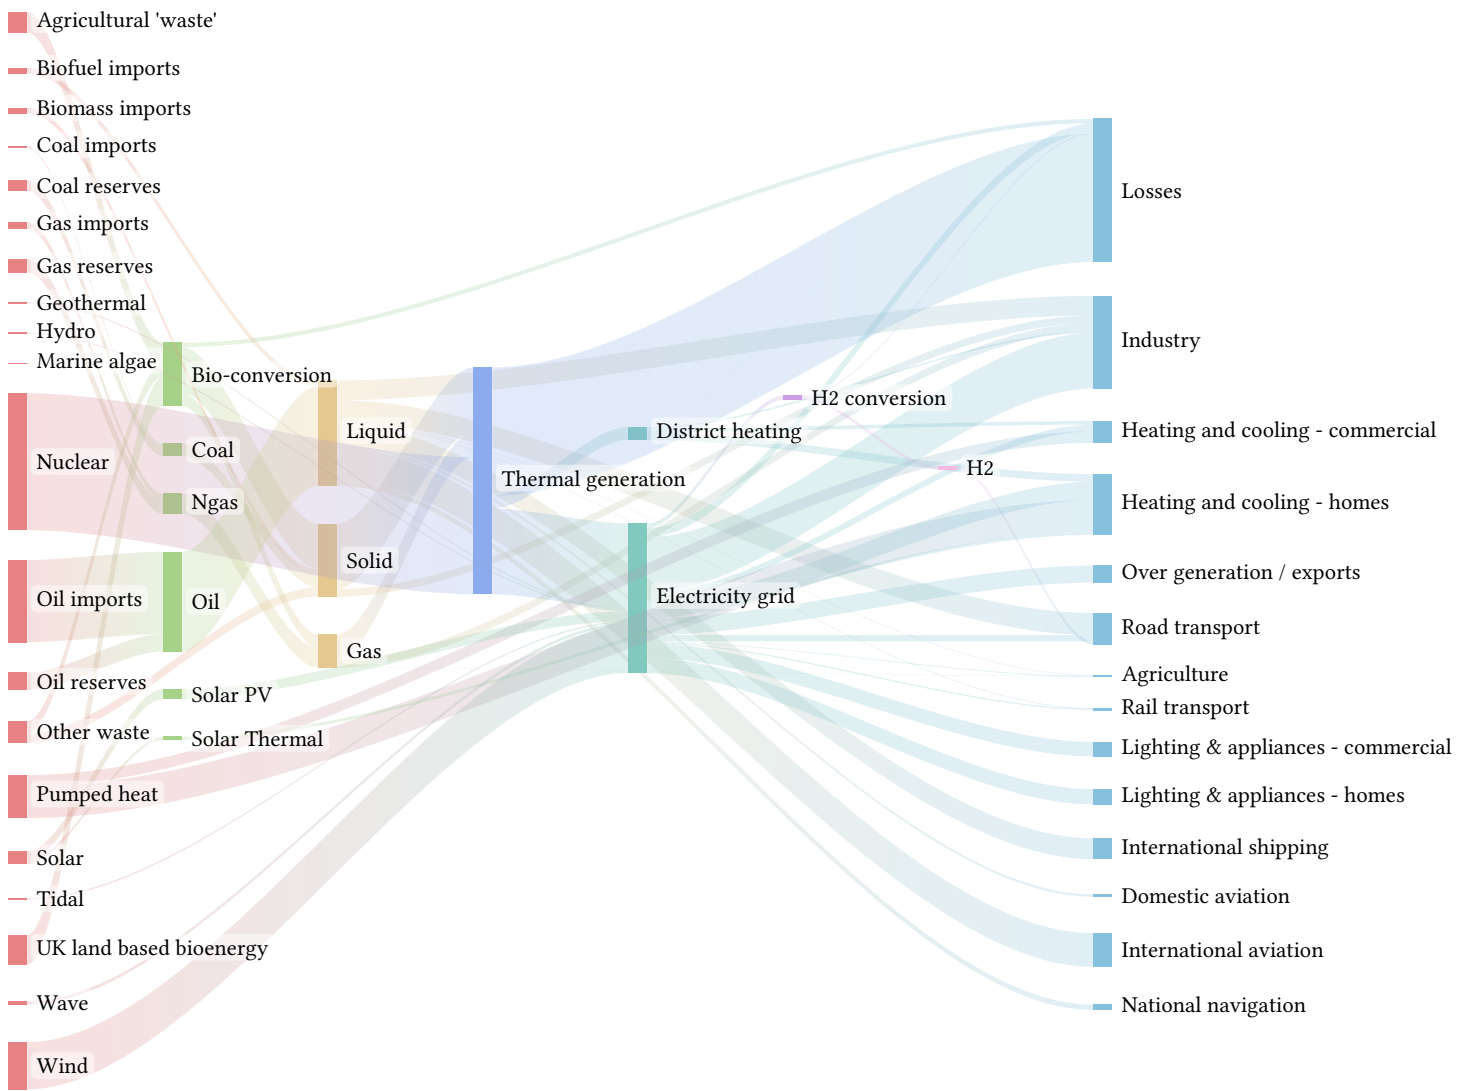 Agricultural 'waste'
Biofuel imports
Biomass imports
Coal imports
Coal reserves
Gas imports
Gas reserves
Geothermal
Hydro
Marine algae
Nuclear
Oil imports
Oil reserves
Other waste
Pumped heat
Solar
Tidal
UK land based bioenergy
Wave
Wind
Bio-conversion
Coal
Ngas
Oil
Solar PV
Solar Thermal
Liquid
Solid
Gas
Thermal generation
District heating
Electricity grid
H2 conversion
H2
Losses
Industry
Heating and cooling - commercial
Heating and cooling - homes
Over generation / exports
Road transport
Agriculture
Rail transport
Lighting & appliances - commercial
Lighting & appliances - homes
International shipping
Domestic aviation
International aviation
National navigation